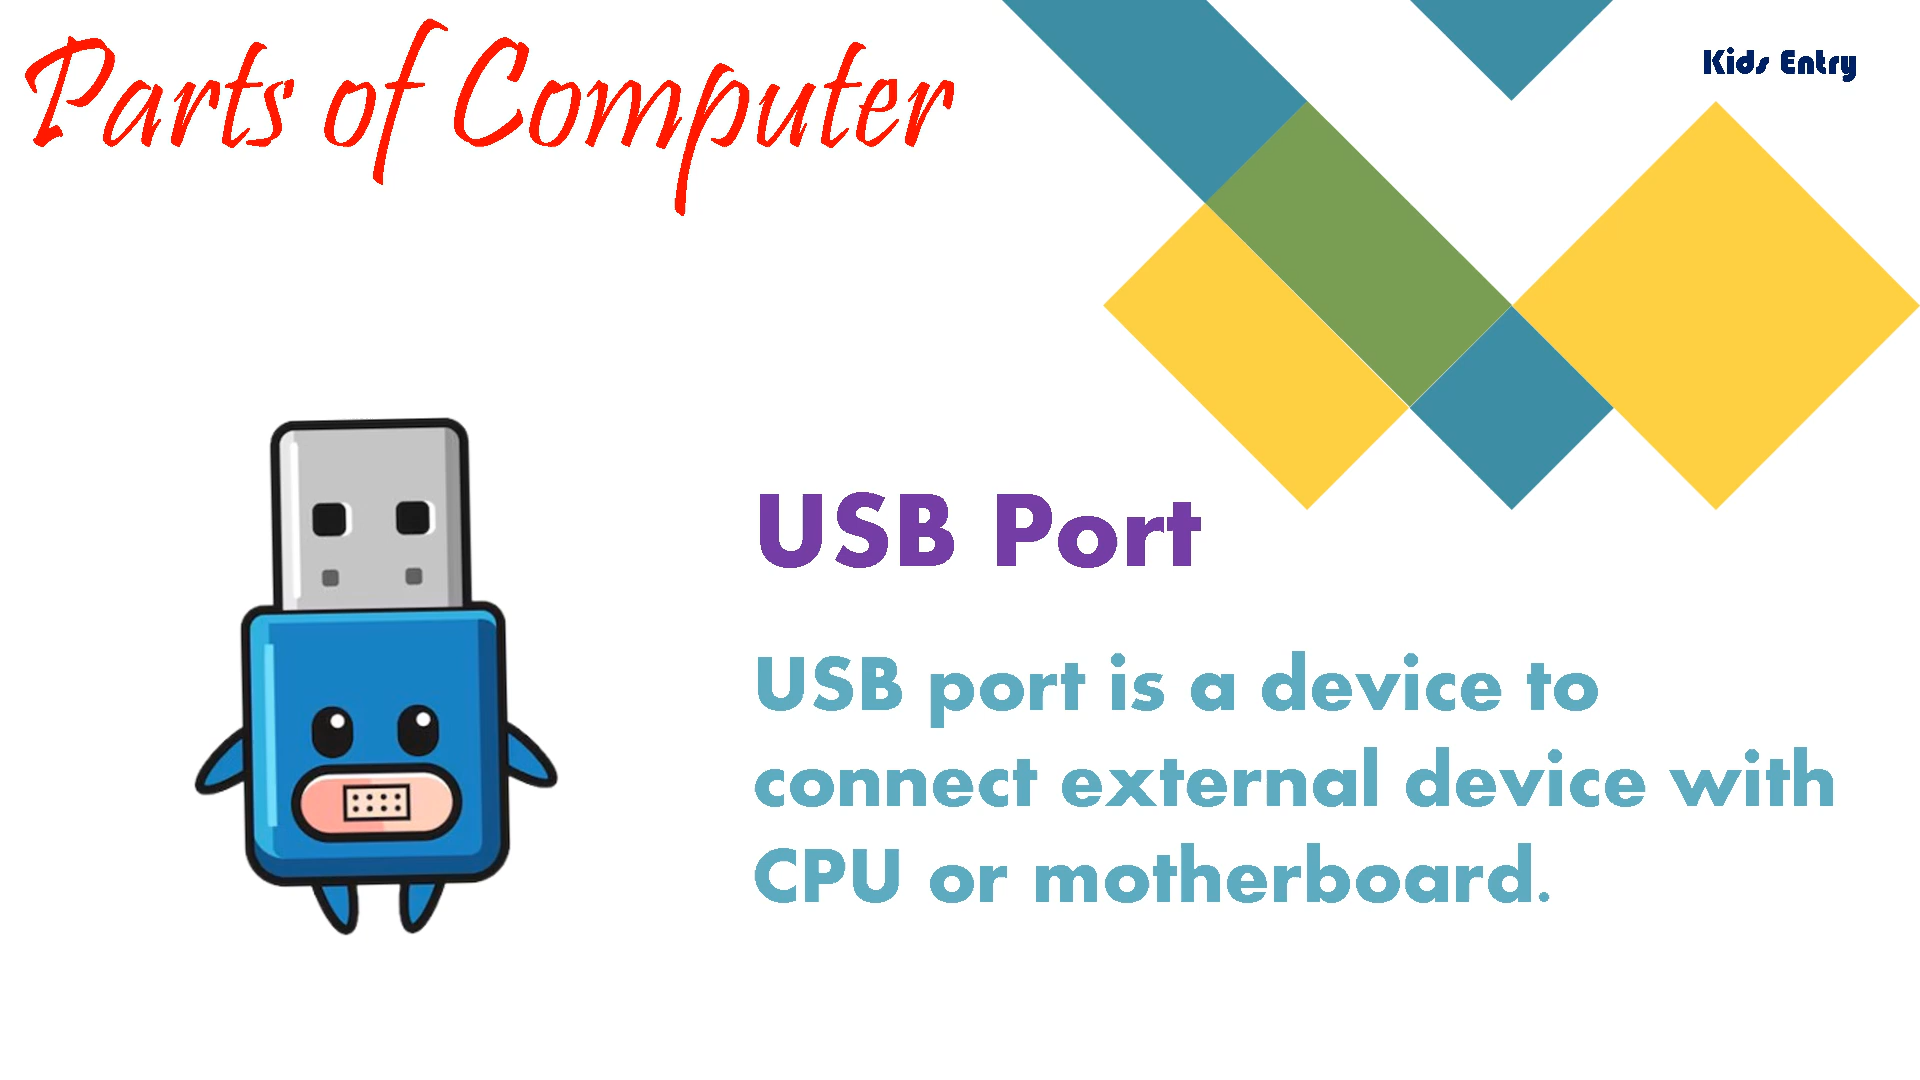 Parts of Computer
Kids Entry
USB Port
USB port is a device to
connect external device with
CPU or motherboard.